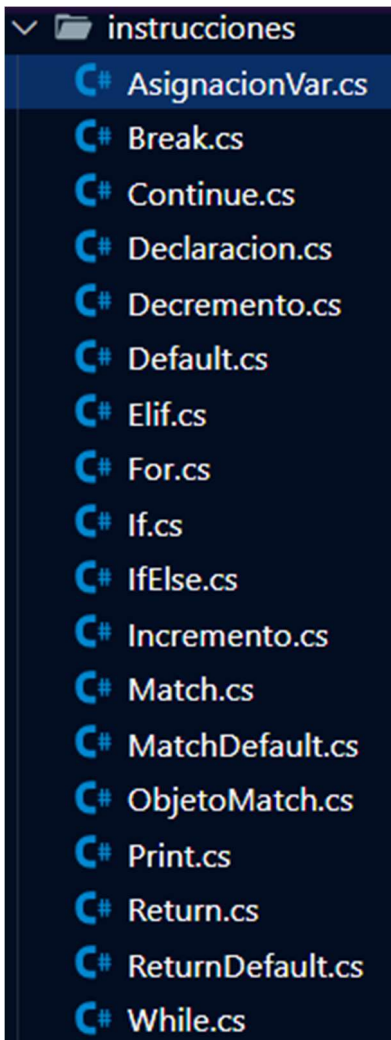 instrucciones
C# AsignacionVar.cs
C# Break.cs
C# Continue.cs
C# Declaracion.cs
C# Decremento.cs
C# Default.cs
C# Elif.cs
C# For.cs
C# If.cs
C# IfElse.cs
C# Incremento.cs
C# Match.cs
C# MatchDefault.cs
C# ObjetoMatch.cs
C# Print.cs
C# Return.cs
C# ReturnDefault.cs
C# While.cs